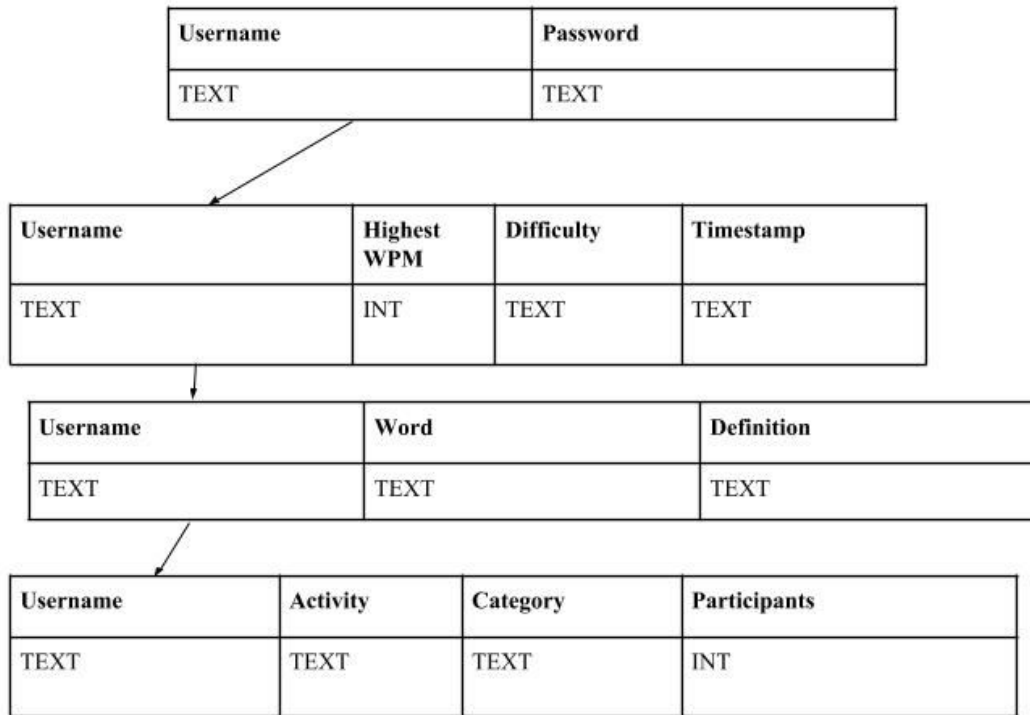 Username Password
TEXT TEXT
Username Highest WPM Difficulty Timestamp
TEXT INT TEXT TEXT
Username Word Definition
TEXT TEXT TEXT
Username Activity Category Participants
TEXT TEXT TEXT INT